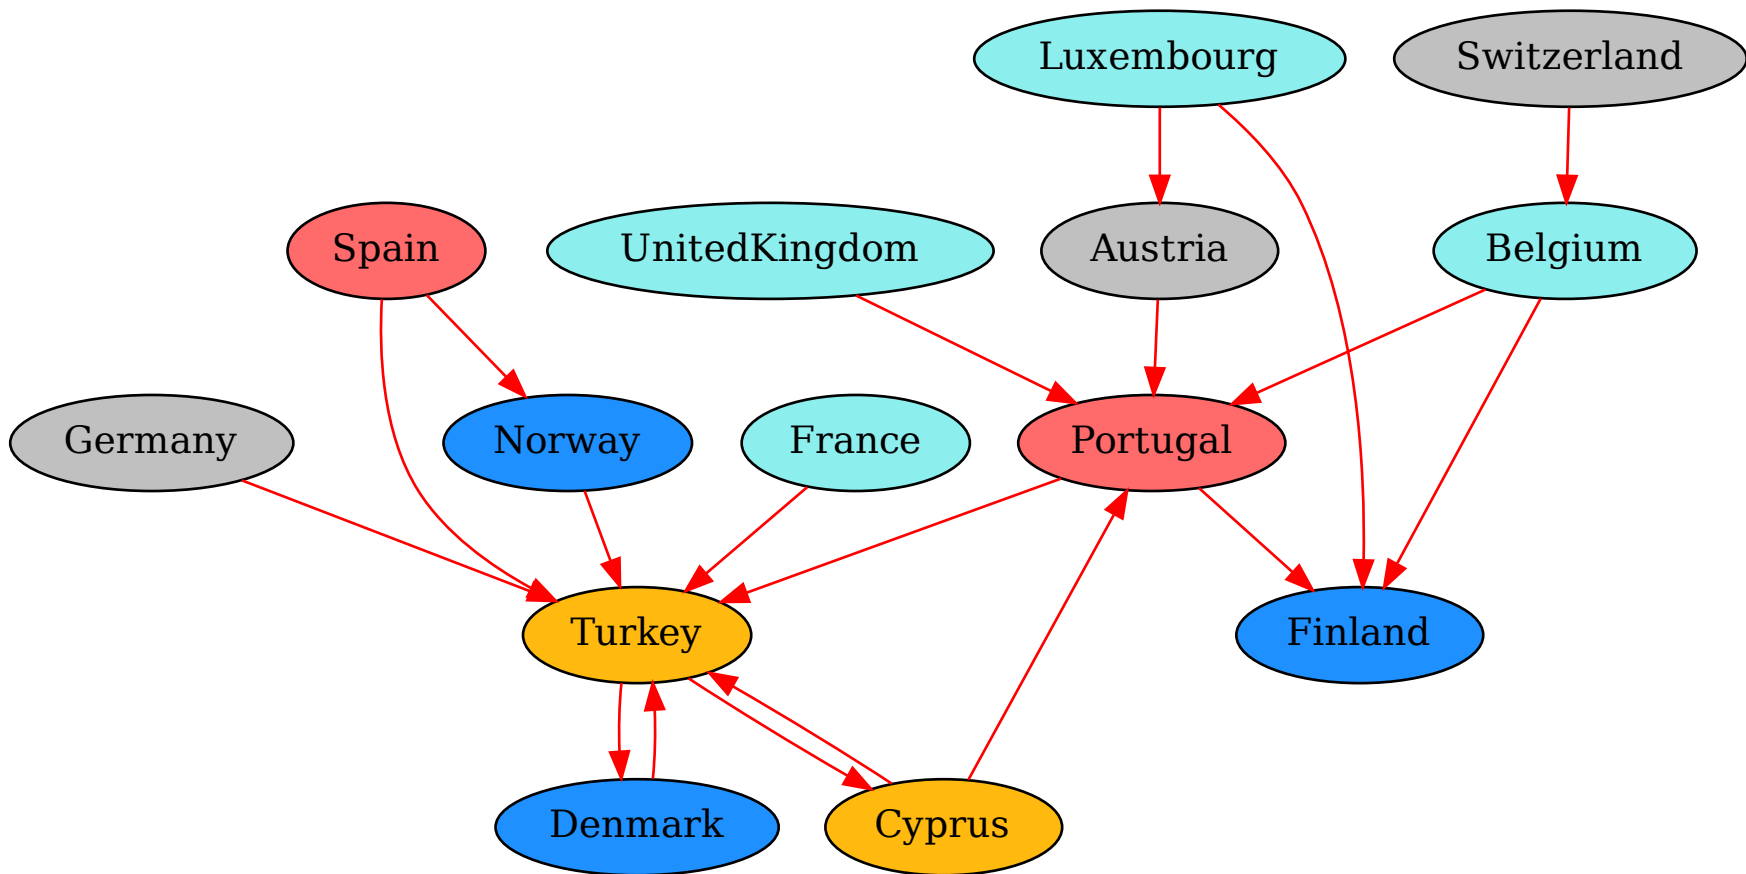 Luxembourg
Switzerland
Spain
UnitedKingdom
Austria
Belgium
Germany
Norway
France
Portugal
Turkey
Finland
Denmark
Cyprus